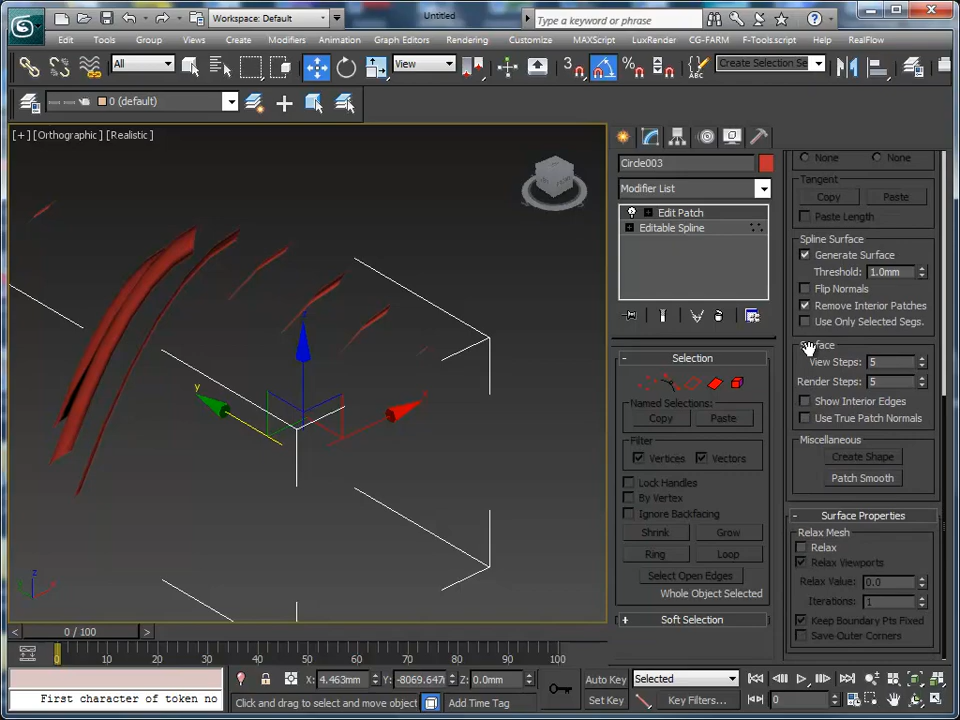 Workspace: Default
Untitled
Type a keyword or phrase
Edit Tools Group Views Create Modifiers Animation Graph Editors Rendering Customize MAXScript LuxRender CG-FARM F-Tools.script Help RealFlow
All
View
3
Create Selection Se
0 (default)
[+] [Orthographic] [Realistic]
x
y
z
Circle003
Modifier List
Edit Patch
Editable Spline
Selection
Named Selections:
Copy Paste
Filter
Vertices Vectors
Lock Handles
By Vertex
Ignore Backfacing
Shrink Grow
Ring Loop
Select Open Edges
Whole Object Selected
Soft Selection
None None
Tangent
Copy Paste
Paste Length
Spline Surface
Generate Surface
Threshold: 1.0mm
Flip Normals
Remove Interior Patches
Use Only Selected Segs.
Surface
View Steps: 5
Render Steps: 5
Show Interior Edges
Use True Patch Normals
Miscellaneous
Create Shape
Patch Smooth
Surface Properties
Relax Mesh
Relax
Relax Viewports
Relax Value: 0.0
Iterations: 1
Keep Boundary Pts Fixed
Save Outer Corners
0 / 100
0 10 20 30 40 50 60 70 80 90 100
First character of token no
X: 4.463mm Y: -8069.647m Z: 0.0mm
Click and drag to select and move object
Add Time Tag
Auto Key Selected
Set Key Key Filters...
0